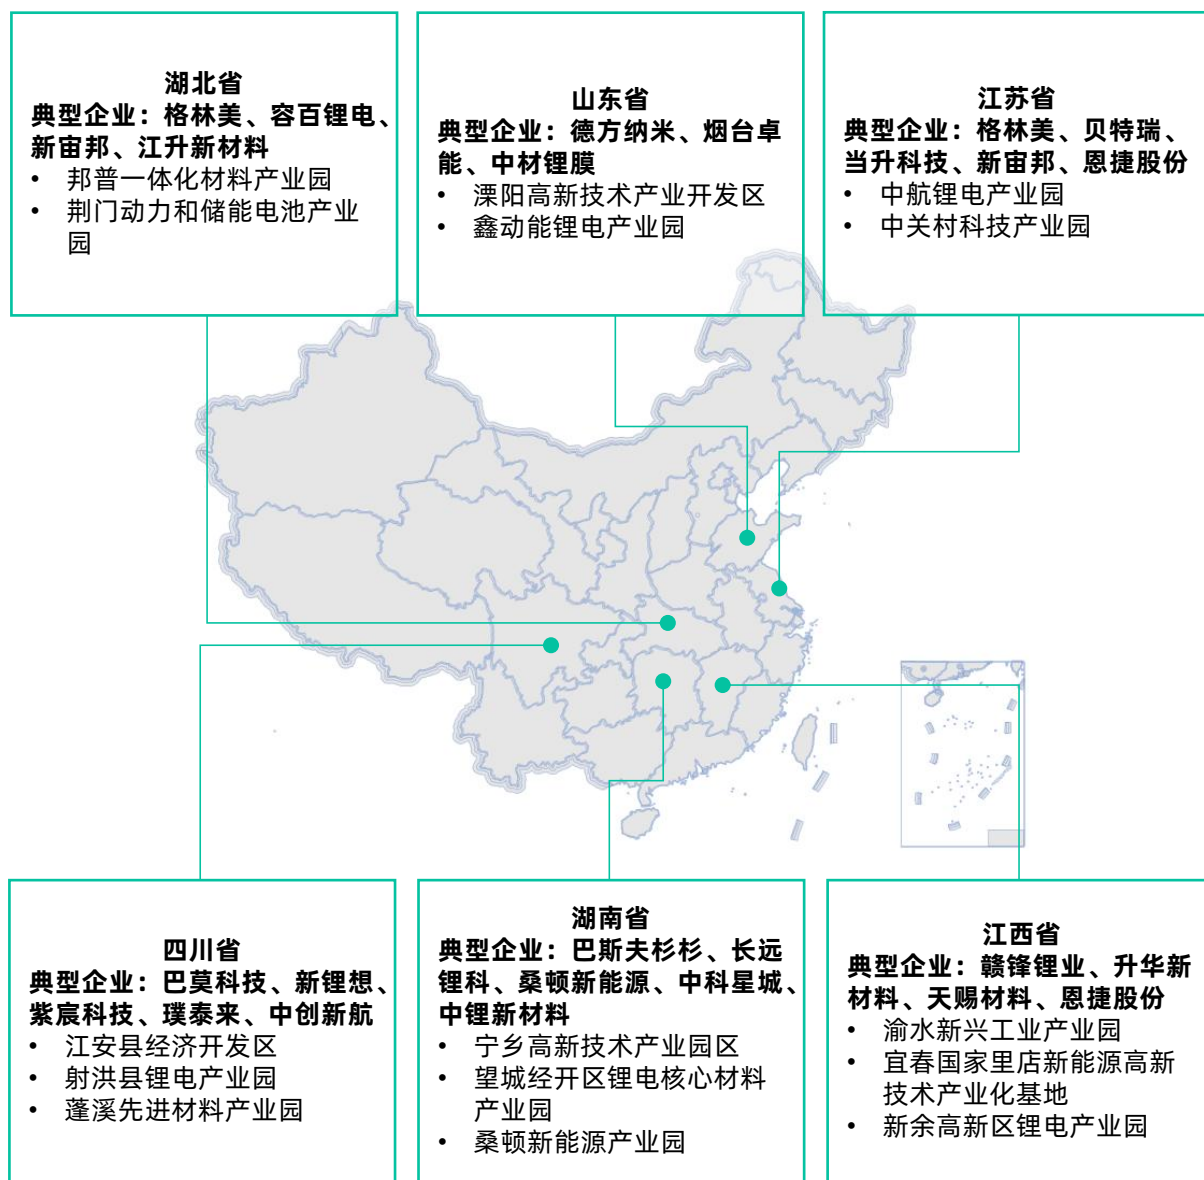 湖北省
典型企业：格林美、容百锂电、
新宙邦、江升新材料
• 邦普一体化材料产业园
• 荆门动力和储能电池产业
园
山东省
典型企业：德方纳米、烟台卓
能、中材锂膜
• 溧阳高新技术产业开发区
• 鑫动能锂电产业园
江苏省
典型企业：格林美、贝特瑞、
当升科技、新宙邦、恩捷股份
• 中航锂电产业园
• 中关村科技产业园
四川省
典型企业：巴莫科技、新锂想、
紫宸科技、璞泰来、中创新航
• 江安县经济开发区
• 射洪县锂电产业园
• 蓬溪先进材料产业园
湖南省
典型企业：巴斯夫杉杉、长远
锂科、桑顿新能源、中科星城、
中锂新材料
• 宁乡高新技术产业园区
• 望城经开区锂电核心材料
产业园
• 桑顿新能源产业园
江西省
典型企业：赣锋锂业、升华新
材料、天赐材料、恩捷股份
• 渝水新兴工业产业园
• 宜春国家里店新能源高新
技术产业化基地
• 新余高新区锂电产业园